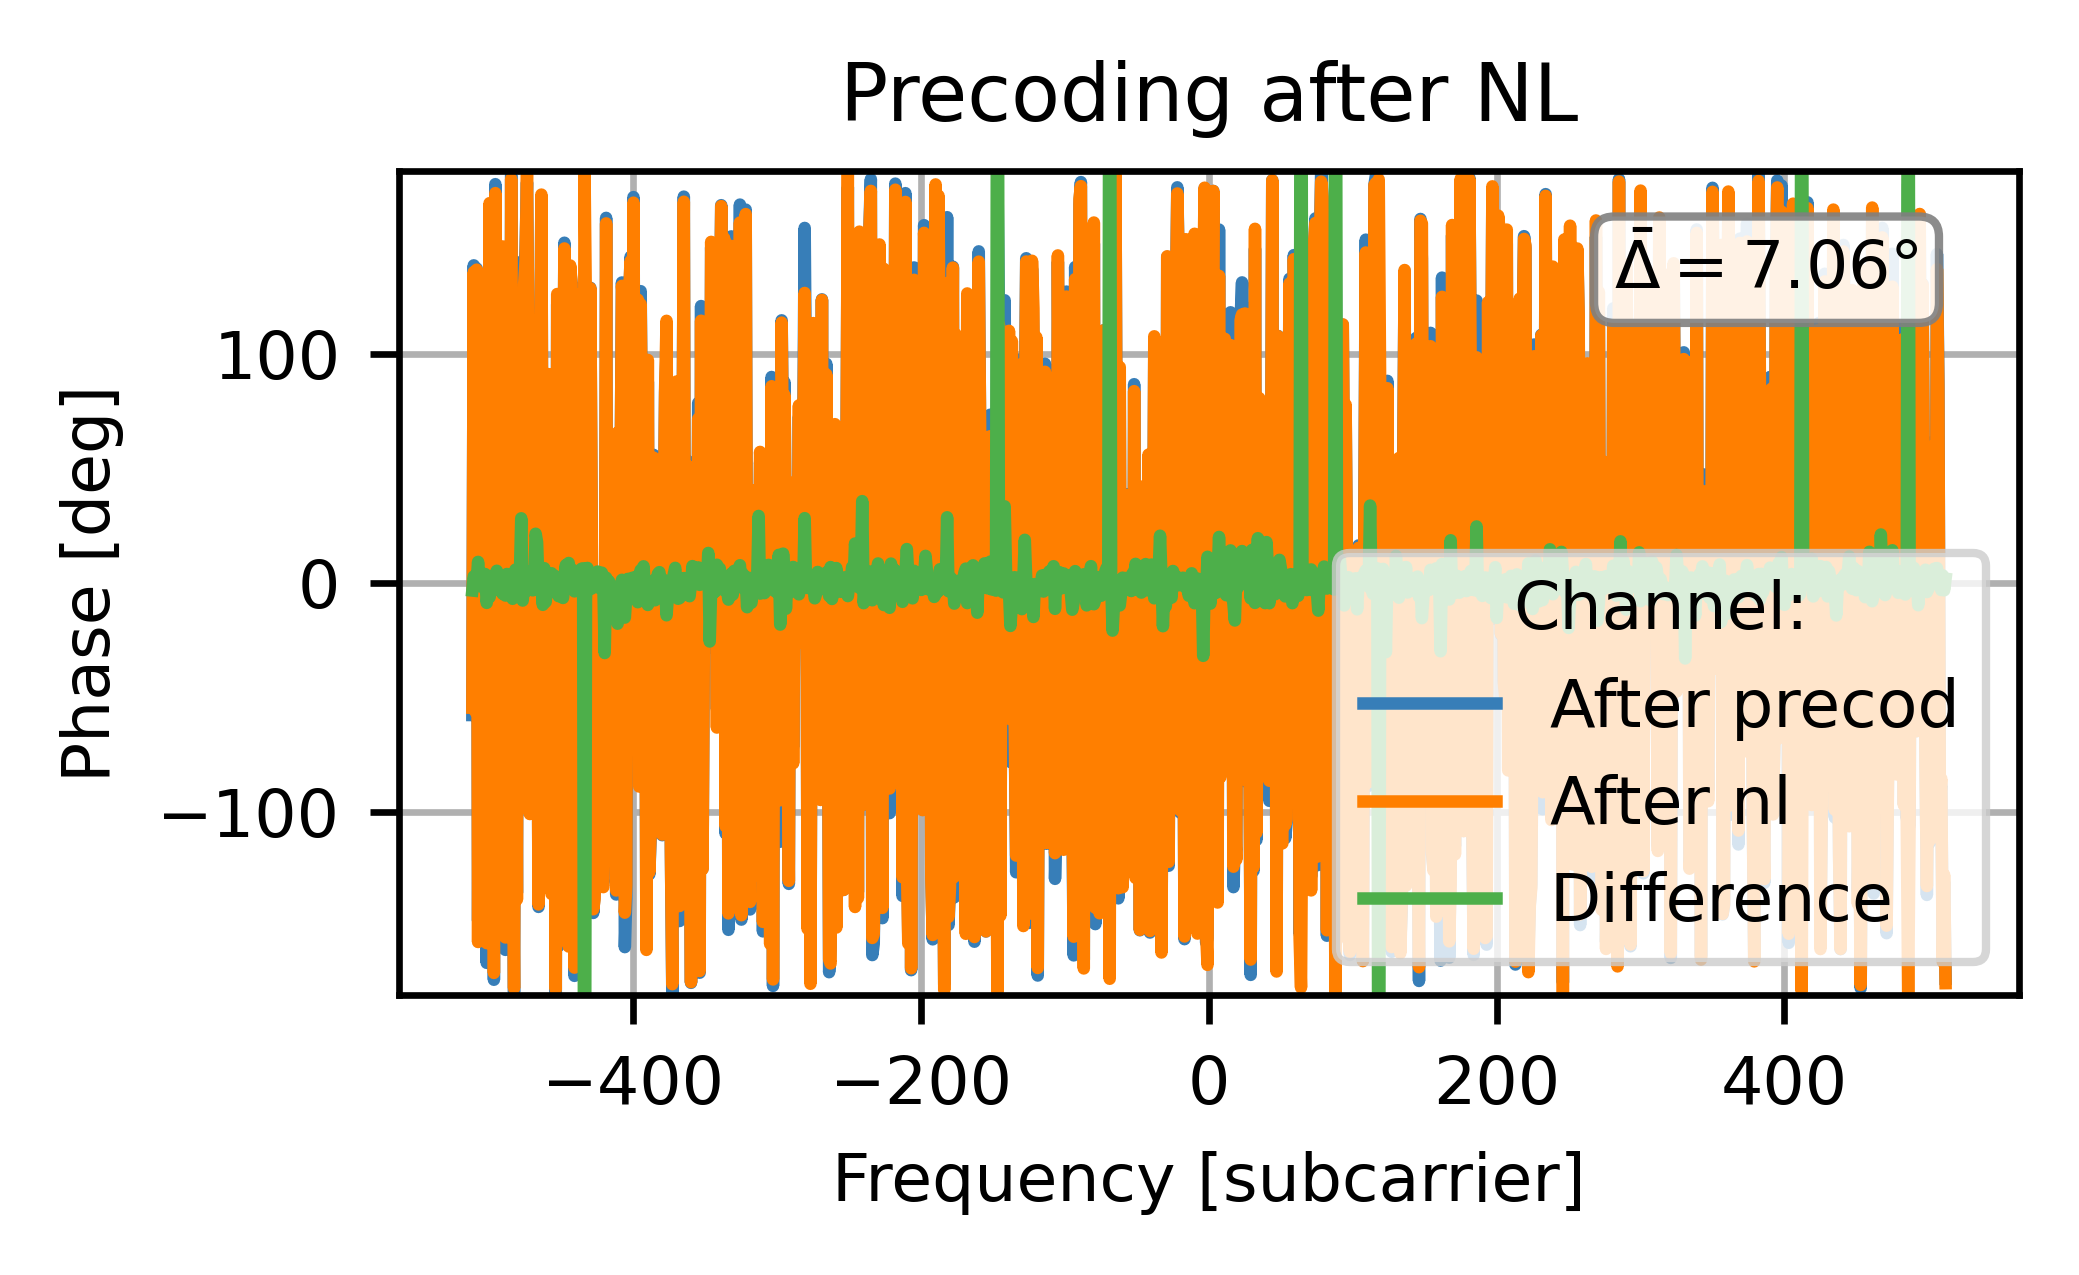 Precoding after NL
Δ̄ = 7.06°
Phase [deg]
100
0
−100
Channel:
After precod
After nl
Difference
−400 −200 0 200 400
Frequency [subcarrier]